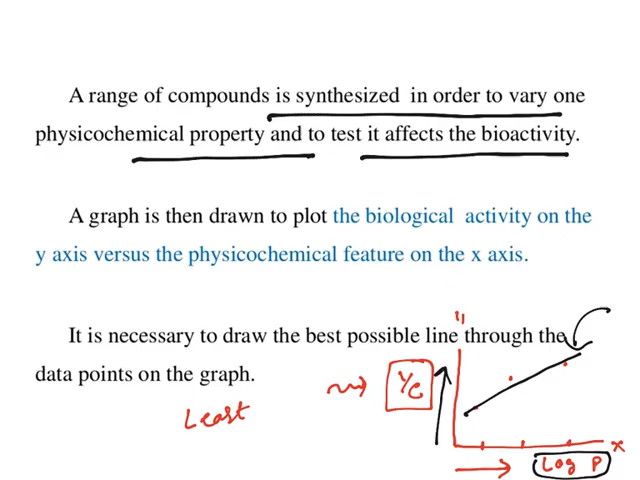 A range of compounds is synthesized in order to vary one
physicochemical property and to test it affects the bioactivity.
A graph is then drawn to plot the biological activity on the
y axis versus the physicochemical feature on the x axis.
It is necessary to draw the best possible line through the
data points on the graph.
y
1/c
Least
x
Log P